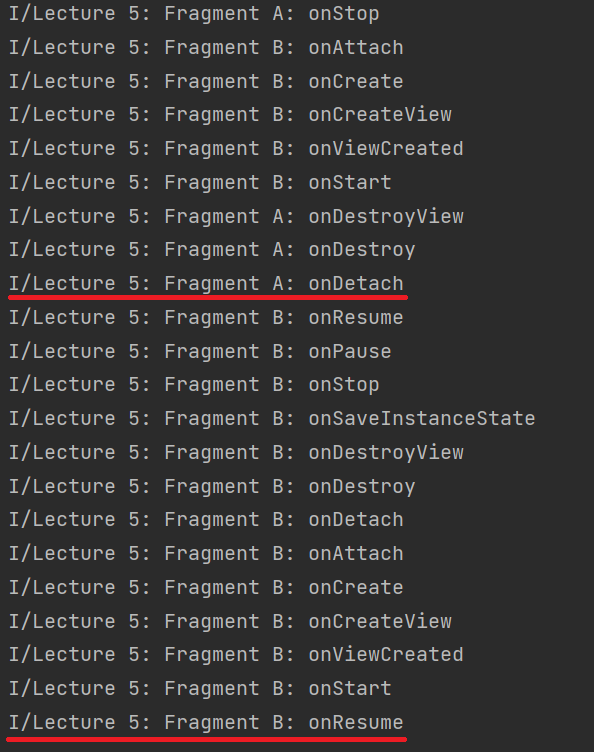 I/Lecture 5: Fragment A: onStop
I/Lecture 5: Fragment B: onAttach
I/Lecture 5: Fragment B: onCreate
I/Lecture 5: Fragment B: onCreateView
I/Lecture 5: Fragment B: onViewCreated
I/Lecture 5: Fragment B: onStart
I/Lecture 5: Fragment A: onDestroyView
I/Lecture 5: Fragment A: onDestroy
I/Lecture 5: Fragment A: onDetach
I/Lecture 5: Fragment B: onResume
I/Lecture 5: Fragment B: onPause
I/Lecture 5: Fragment B: onStop
I/Lecture 5: Fragment B: onSaveInstanceState
I/Lecture 5: Fragment B: onDestroyView
I/Lecture 5: Fragment B: onDestroy
I/Lecture 5: Fragment B: onDetach
I/Lecture 5: Fragment B: onAttach
I/Lecture 5: Fragment B: onCreate
I/Lecture 5: Fragment B: onCreateView
I/Lecture 5: Fragment B: onViewCreated
I/Lecture 5: Fragment B: onStart
I/Lecture 5: Fragment B: onResume